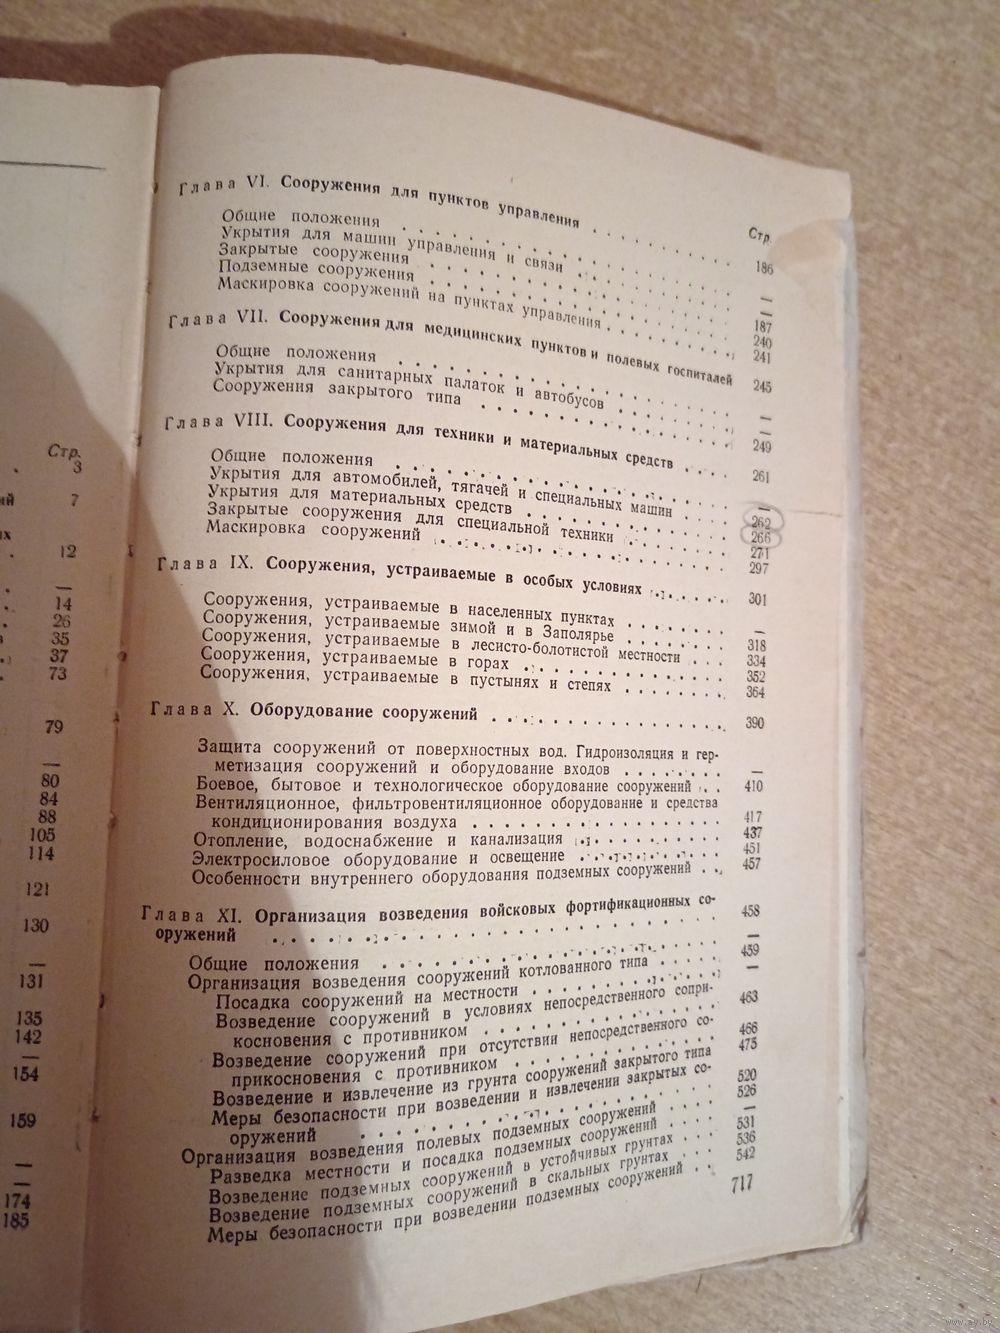 Стр.
3
ий 7
их
12
—
14
26
в 35
37
73
79
—
80
84
88
105
114
121
130
—
131
135
142
—
154
159
—
—
174
185
Стр.
Глава VI. Сооружения для пунктов управления . . . . . . . . . 186
Общие положения . . . . . . . . . . . . . —
Укрытия для машин управления и связи . . . . . . . . —
Закрытые сооружения . . . . . . . . . . . . 187
Подземные сооружения . . . . . . . . . . . . 240
Маскировка сооружений на пунктах управления . . . . . . . 241
Глава VII. Сооружения для медицинских пунктов и полевых госпиталей 245
Общие положения . . . . . . . . . . . . . —
Укрытия для санитарных палаток и автобусов . . . . . . —
Сооружения закрытого типа . . . . . . . . . . . 249
Глава VIII. Сооружения для техники и материальных средств . . . . 261
Общие положения . . . . . . . . . . . . . —
Укрытия для автомобилей, тягачей и специальных машин . . . . 262
Укрытия для материальных средств . . . . . . . . . 266
Закрытые сооружения для специальной техники . . . . . . 271
Маскировка сооружений . . . . . . . . . . . . 297
Глава IX. Сооружения, устраиваемые в особых условиях . . . . . 301
Сооружения, устраиваемые в населенных пунктах . . . . . . —
Сооружения, устраиваемые зимой и в Заполярье . . . . . . 318
Сооружения, устраиваемые в лесисто-болотистой местности . . . 334
Сооружения, устраиваемые в горах . . . . . . . . . 352
Сооружения, устраиваемые в пустынях и степях . . . . . . 364
Глава X. Оборудование сооружений . . . . . . . . . . . . 390
Защита сооружений от поверхностных вод. Гидроизоляция и гер-
метизация сооружений и оборудование входов . . . . . . —
Боевое, бытовое и технологическое оборудование сооружений . . 410
Вентиляционное, фильтровентиляционное оборудование и средства
кондиционирования воздуха . . . . . . . . . . . 417
Отопление, водоснабжение и канализация . . . . . . . 437
Электросиловое оборудование и освещение . . . . . . . 451
Особенности внутреннего оборудования подземных сооружений . . 457
Глава XI. Организация возведения войсковых фортификационных со-
оружений . . . . . . . . . . . . . . . . 458
Общие положения . . . . . . . . . . . . . —
Организация возведения сооружений котлованного типа . . . . 459
Посадка сооружений на местности . . . . . . . . . —
Возведение сооружений в условиях непосредственного сопри-
косновения с противником . . . . . . . . . . 463
Возведение сооружений при отсутствии непосредственного со-
прикосновения с противником . . . . . . . . . 466
Возведение и извлечение из грунта сооружений закрытого типа 475
Меры безопасности при возведении и извлечении закрытых со-
оружений . . . . . . . . . . . . . . . 520
Организация возведения полевых подземных сооружений . . . . 526
Разведка местности и посадка подземных сооружений . . . . —
Возведение подземных сооружений в устойчивых грунтах . . . 531
Возведение подземных сооружений в скальных грунтах . . . 536
Меры безопасности при возведении подземных сооружений . . 542
717
www.ay.by